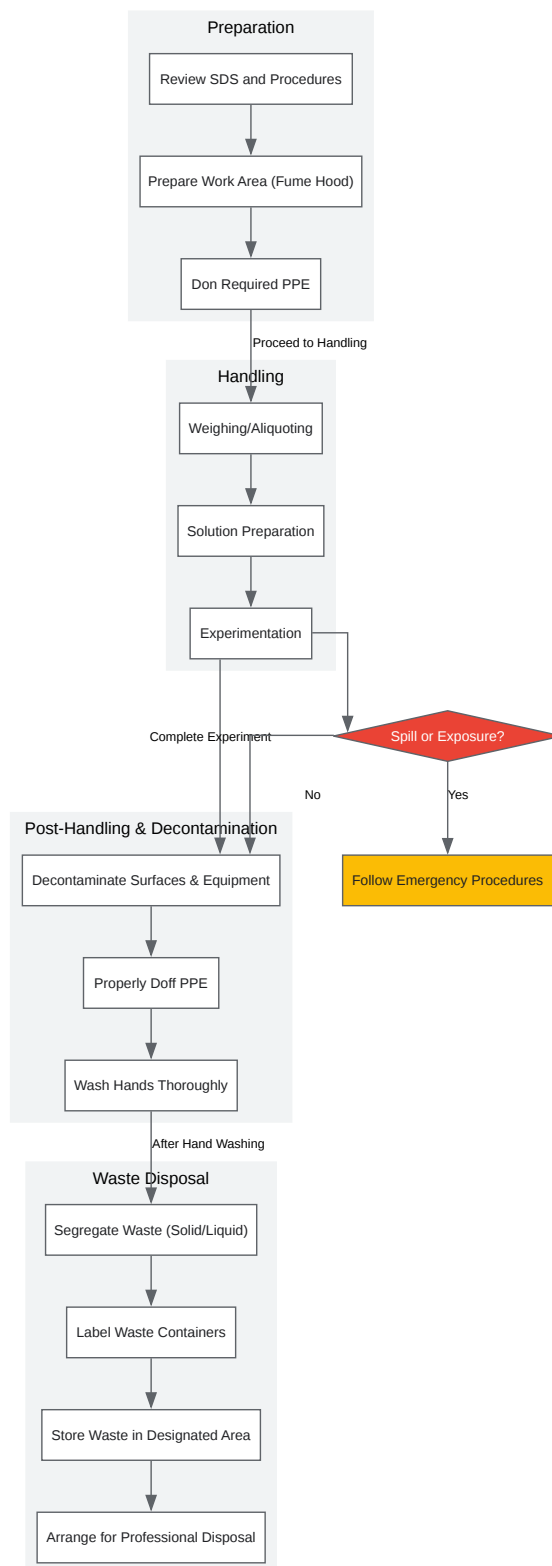 Preparation
Review SDS and Procedures
Prepare Work Area (Fume Hood)
Don Required PPE
Proceed to Handling
Handling
Weighing/Aliquoting
Solution Preparation
Experimentation
Complete Experiment
Spill or Exposure?
No
Yes
Post-Handling & Decontamination
Decontaminate Surfaces & Equipment
Follow Emergency Procedures
Properly Doff PPE
Wash Hands Thoroughly
After Hand Washing
Waste Disposal
Segregate Waste (Solid/Liquid)
Label Waste Containers
Store Waste in Designated Area
Arrange for Professional Disposal